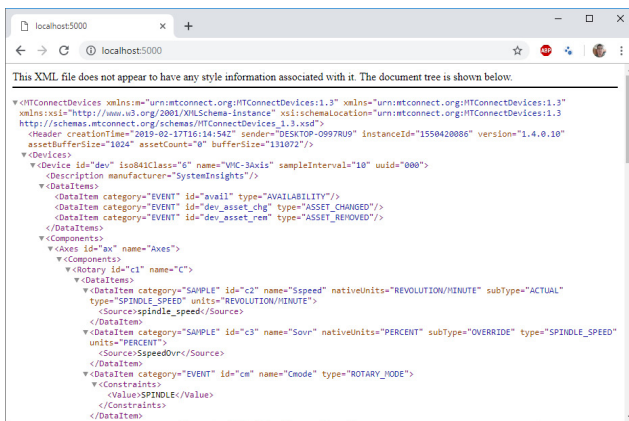 localhost:5000
localhost:5000
ABP
This XML file does not appear to have any style information associated with it. The document tree is shown below.
▼<MTConnectDevices xmlns:m="urn:mtconnect.org:MTConnectDevices:1.3" xmlns="urn:mtconnect.org:MTConnectDevices:1.3"
xmlns:xsi="http://www.w3.org/2001/XMLSchema-instance" xsi:schemaLocation="urn:mtconnect.org:MTConnectDevices:1.3
http://schemas.mtconnect.org/schemas/MTConnectDevices_1.3.xsd">
<Header creationTime="2019-02-17T16:14:54Z" sender="DESKTOP-O997RU9" instanceId="1550420086" version="1.4.0.10"
assetBufferSize="1024" assetCount="0" bufferSize="131072"/>
▼<Devices>
▼<Device id="dev" iso841Class="6" name="VMC-3Axis" sampleInterval="10" uuid="000">
<Description manufacturer="SystemInsights"/>
▼<DataItems>
<DataItem category="EVENT" id="avail" type="AVAILABILITY"/>
<DataItem category="EVENT" id="dev_asset_chg" type="ASSET_CHANGED"/>
<DataItem category="EVENT" id="dev_asset_rem" type="ASSET_REMOVED"/>
</DataItems>
▼<Components>
▼<Axes id="ax" name="Axes">
▼<Components>
▼<Rotary id="c1" name="C">
▼<DataItems>
▼<DataItem category="SAMPLE" id="c2" name="Sspeed" nativeUnits="REVOLUTION/MINUTE" subType="ACTUAL"
type="SPINDLE_SPEED" units="REVOLUTION/MINUTE">
<Source>spindle_speed</Source>
</DataItem>
▼<DataItem category="SAMPLE" id="c3" name="Sovr" nativeUnits="PERCENT" subType="OVERRIDE" type="SPINDLE_SPEED"
units="PERCENT">
<Source>SspeedOvr</Source>
</DataItem>
▼<DataItem category="EVENT" id="cm" name="Cmode" type="ROTARY_MODE">
▼<Constraints>
<Value>SPINDLE</Value>
</Constraints>
</DataItem>